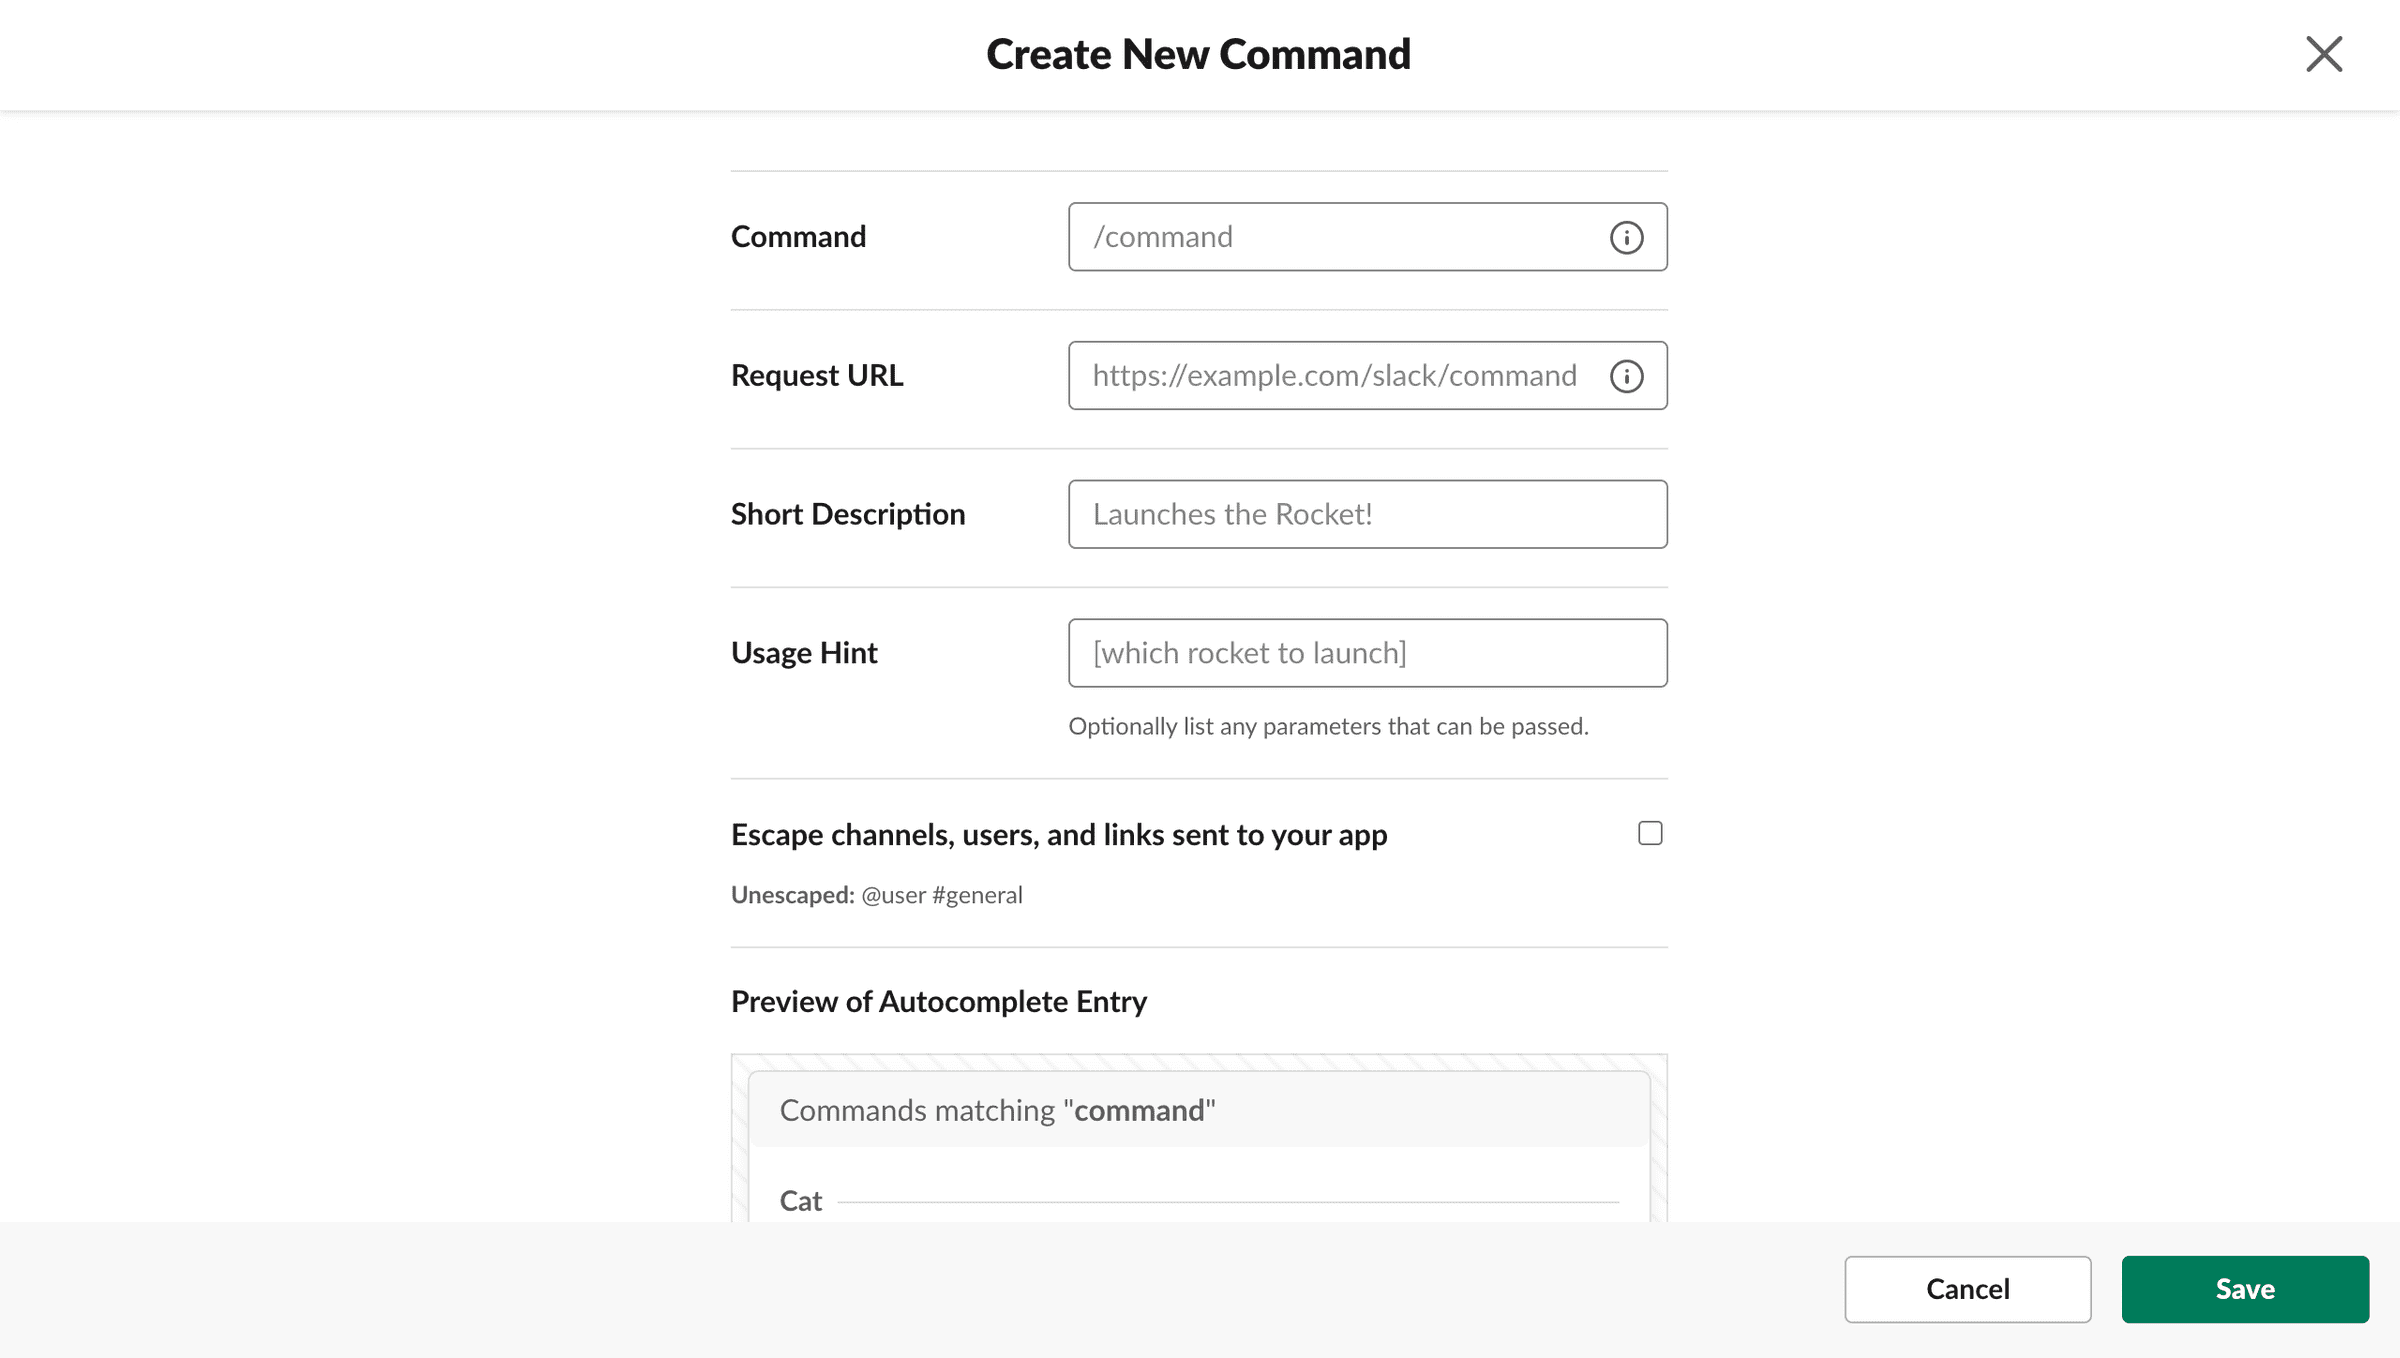 Create New Command
Command
/command
Request URL
https://example.com/slack/command
Short Description
Launches the Rocket!
Usage Hint
[which rocket to launch]
Optionally list any parameters that can be passed.
Escape channels, users, and links sent to your app
Unescaped: @user #general
Preview of Autocomplete Entry
Commands matching "command"
Cat
Cancel
Save